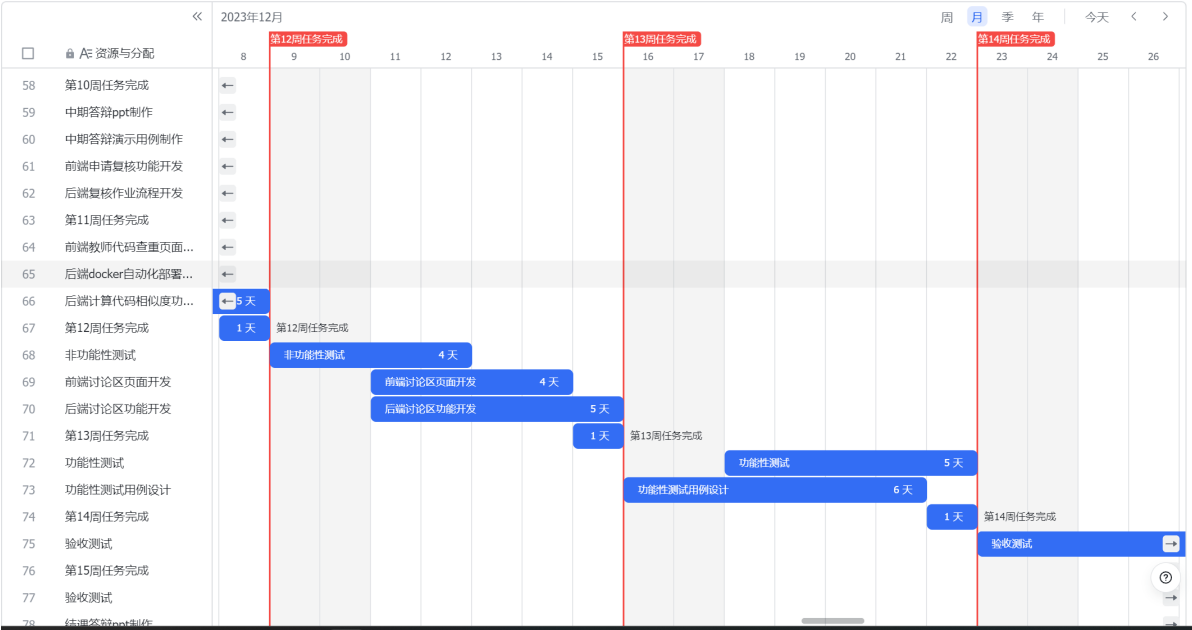 2023年12月
周 月 季 年 今天
第12周任务完成 第13周任务完成 第14周任务完成
资源与分配 8 9 10 11 12 13 14 15 16 17 18 19 20 21 22 23 24 25 26
58 第10周任务完成
59 中期答辩ppt制作
60 中期答辩演示用例制作
61 前端申请复核功能开发
62 后端复核作业流程开发
63 第11周任务完成
64 前端教师代码查重页面...
65 后端docker自动化部署...
66 后端计算代码相似度功... 5 天
67 第12周任务完成 1 天 第12周任务完成
68 非功能性测试 非功能性测试 4 天
69 前端讨论区页面开发 前端讨论区页面开发 4 天
70 后端讨论区功能开发 后端讨论区功能开发 5 天
71 第13周任务完成 1 天 第13周任务完成
72 功能性测试 功能性测试 5 天
73 功能性测试用例设计 功能性测试用例设计 6 天
74 第14周任务完成 1 天 第14周任务完成
75 验收测试 验收测试
76 第15周任务完成
77 验收测试
78 结课答辩ppt制作